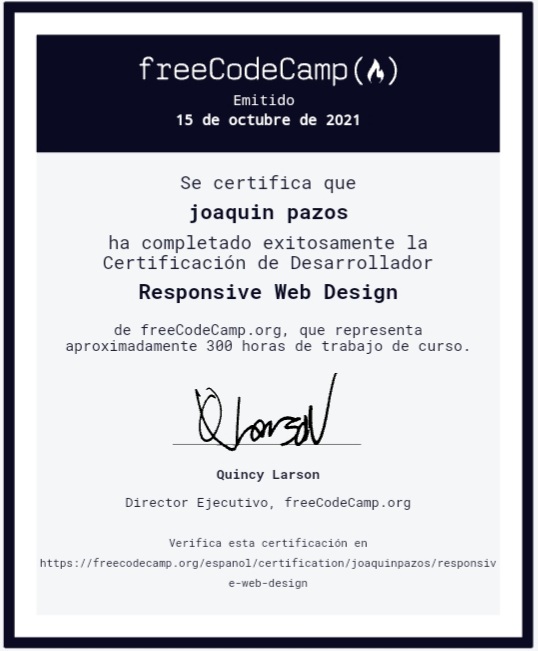 freeCodeCamp(🔥)
Emitido
15 de octubre de 2021
Se certifica que
joaquin pazos
ha completado exitosamente la
Certificación de Desarrollador
Responsive Web Design
de freeCodeCamp.org, que representa
aproximadamente 300 horas de trabajo de curso.
Q Larson
Quincy Larson
Director Ejecutivo, freeCodeCamp.org
Verifica esta certificación en
https://freecodecamp.org/espanol/certification/joaquinpazos/responsiv
e-web-design